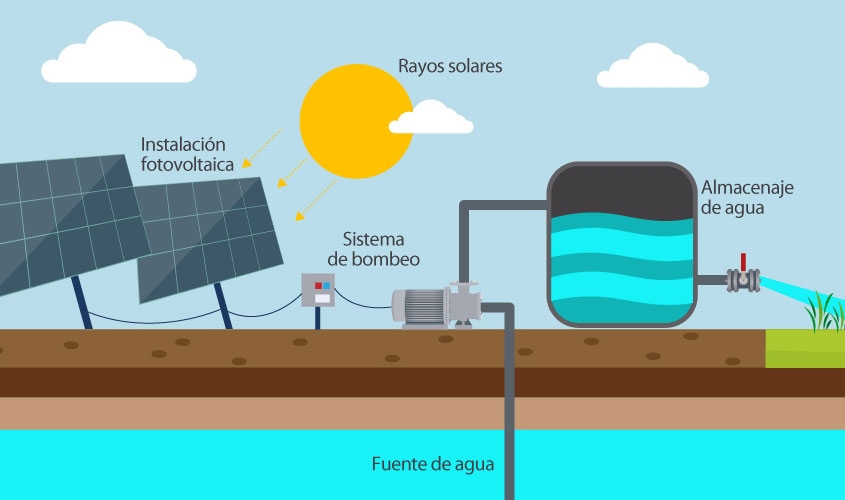 Rayos solares
Instalación
fotovoltaica
Almacenaje
de agua
Sistema
de bombeo
Fuente de agua